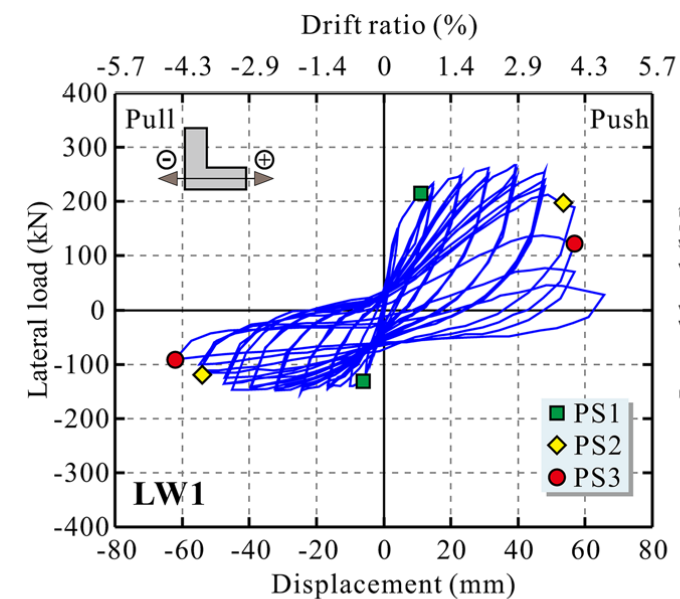 Drift ratio (%)
-5.7 -4.3 -2.9 -1.4 0 1.4 2.9 4.3 5.7
400
300
200
100
0
-100
-200
-300
-400
Lateral load (kN)
Pull
Push
⊖ ⊕
PS1
PS2
PS3
LW1
-80 -60 -40 -20 0 20 40 60 80
Displacement (mm)